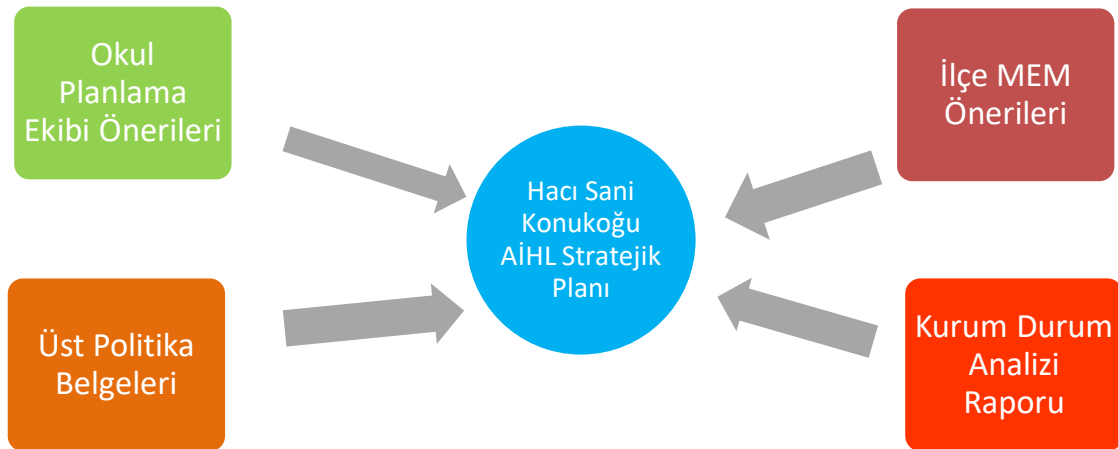 Okul
Planlama
Ekibi Önerileri
İlçe MEM
Önerileri
Hacı Sani
Konukoğu
AİHL Stratejik
Planı
Üst Politika
Belgeleri
Kurum Durum
Analizi
Raporu